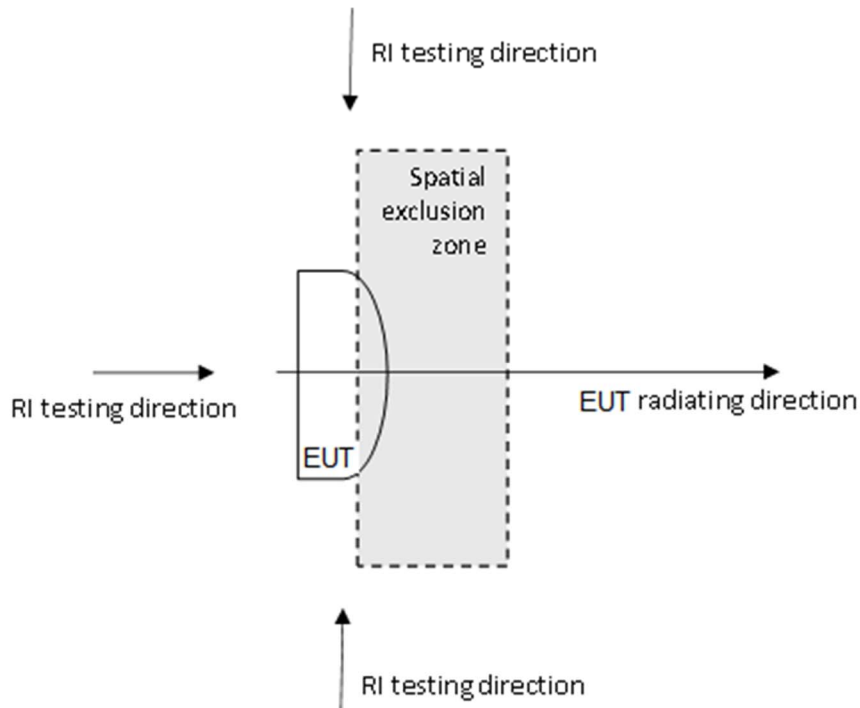 RI testing direction
Spatial
exclusion
zone
RI testing direction
EUT radiating direction
EUT
RI testing direction